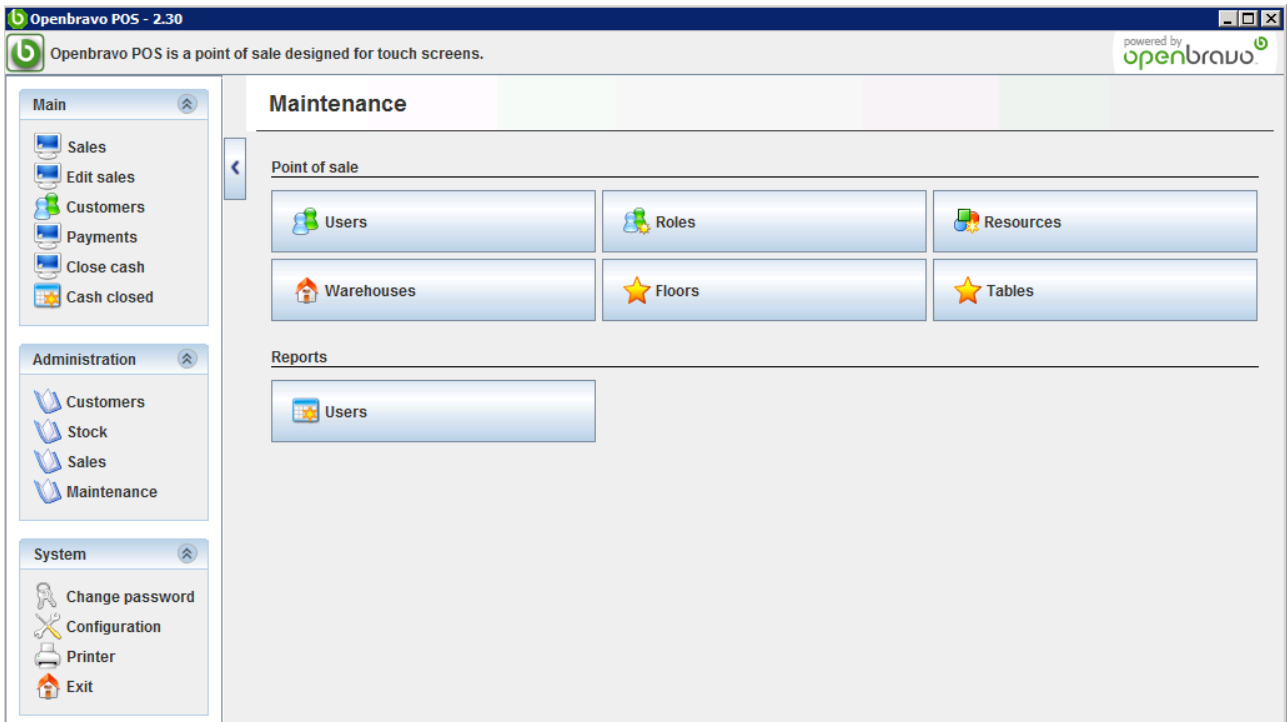 Openbravo POS - 2.30
Openbravo POS is a point of sale designed for touch screens.
powered by
openbravo
Main
Sales
Edit sales
Customers
Payments
Close cash
Cash closed
Administration
Customers
Stock
Sales
Maintenance
System
Change password
Configuration
Printer
Exit
Maintenance
Point of sale
Users
Roles
Resources
Warehouses
Floors
Tables
Reports
Users